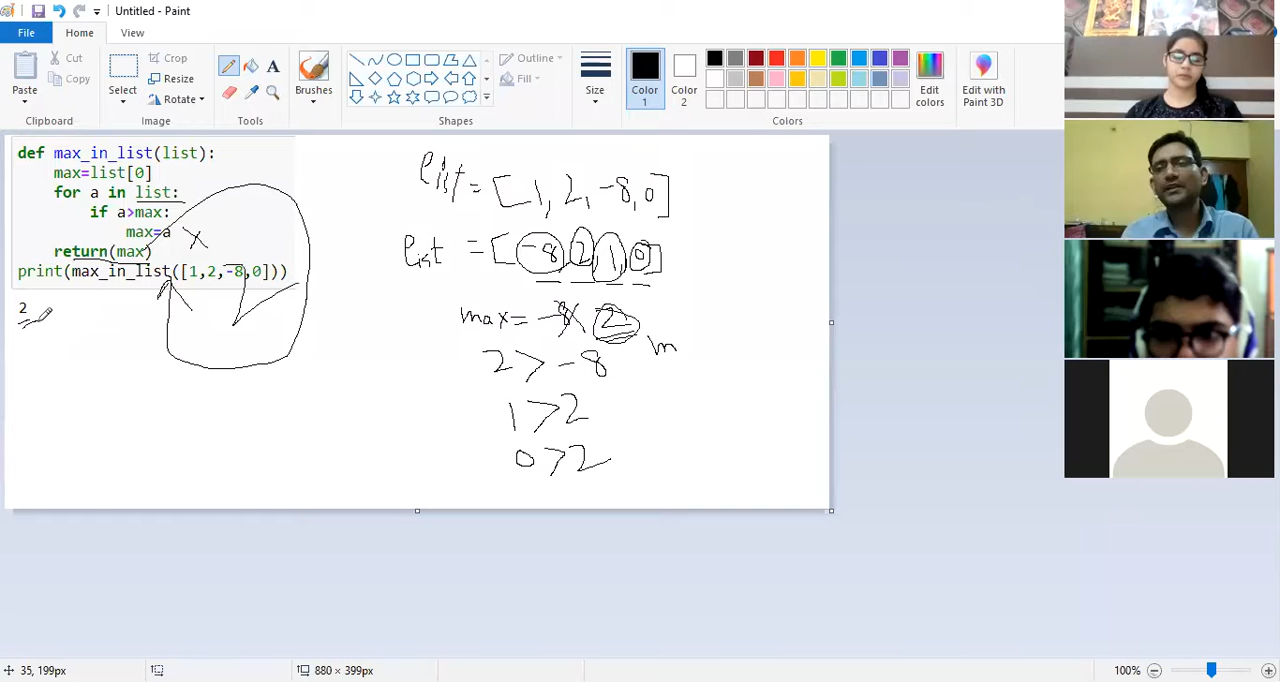 Untitled - Paint
File
Home
View
Paste
Cut
Copy
Clipboard
Select
Crop
Resize
Rotate
Image
A
Tools
Brushes
Shapes
Outline
Fill
Size
Color 1
Color 2
Edit colors
Edit with Paint 3D
Colors
def max_in_list(list):
max=list[0]
for a in list:
if a>max:
max=a
return(max)
print(max_in_list([1,2,-8,0]))
2
list = [1, 2, -8, 0]
list = [-8, 2, 1, 0]
max = -8 2
m
2 > -8
1 > 2
0 > 2
35, 199px
880 × 399px
100%